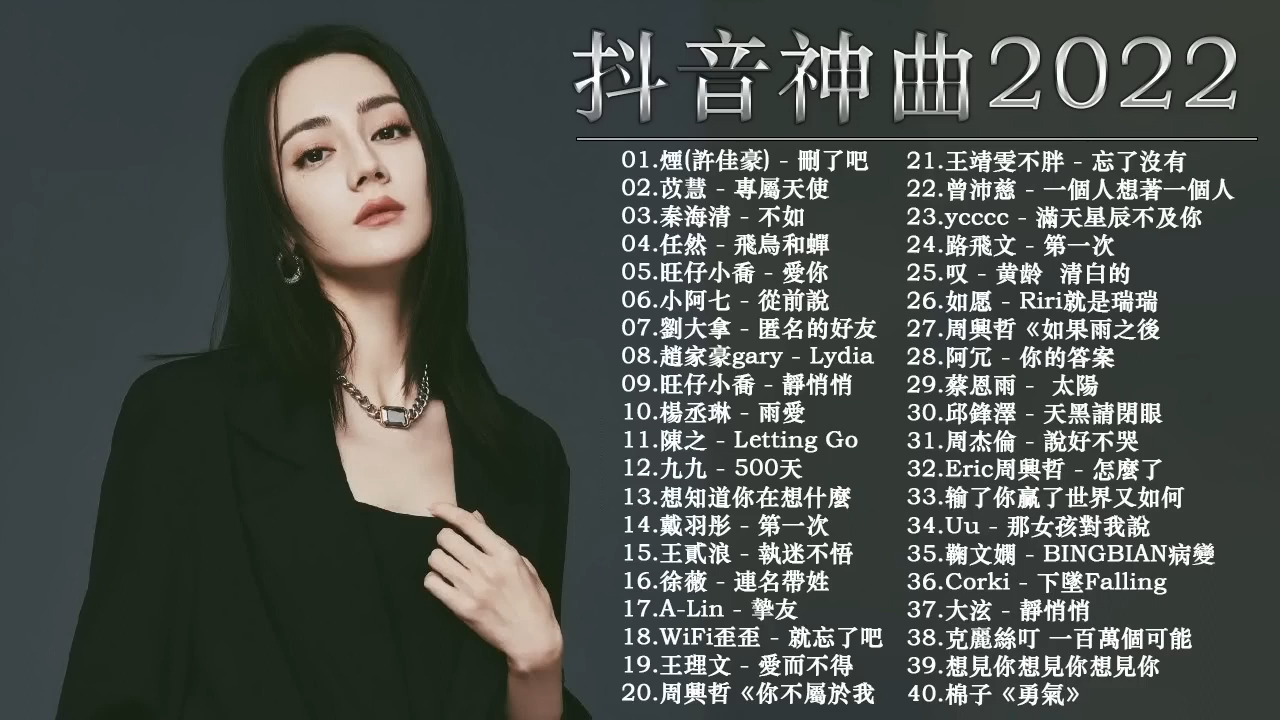 抖音神曲2022
01.煙(許佳豪) - 刪了吧
02.苡慧 - 專屬天使
03.秦海清 - 不如
04.任然 - 飛鳥和蟬
05.旺仔小喬 - 愛你
06.小阿七 - 從前說
07.劉大拿 - 匿名的好友
08.趙家豪gary - Lydia
09.旺仔小喬 - 靜悄悄
10.楊丞琳 - 雨愛
11.陳之 - Letting Go
12.九九 - 500天
13.想知道你在想什麼
14.戴羽彤 - 第一次
15.王貳浪 - 執迷不悟
16.徐薇 - 連名帶姓
17.A-Lin - 摯友
18.WiFi歪歪 - 就忘了吧
19.王理文 - 愛而不得
20.周興哲《你不屬於我
21.王靖雯不胖 - 忘了沒有
22.曾沛慈 - 一個人想著一個人
23.ycccc - 滿天星辰不及你
24.路飛文 - 第一次
25.叹 - 黄龄 清白的
26.如愿 - Riri就是瑞瑞
27.周興哲《如果雨之後
28.阿冗 - 你的答案
29.蔡恩雨 - 太陽
30.邱鋒澤 - 天黑請閉眼
31.周杰倫 - 說好不哭
32.Eric周興哲 - 怎麼了
33.输了你赢了世界又如何
34.Uu - 那女孩對我說
35.鞠文嫻 - BINGBIAN病變
36.Corki - 下墜Falling
37.大泫 - 靜悄悄
38.克麗絲叮 一百萬個可能
39.想見你想見你想見你
40.棉子《勇氣》